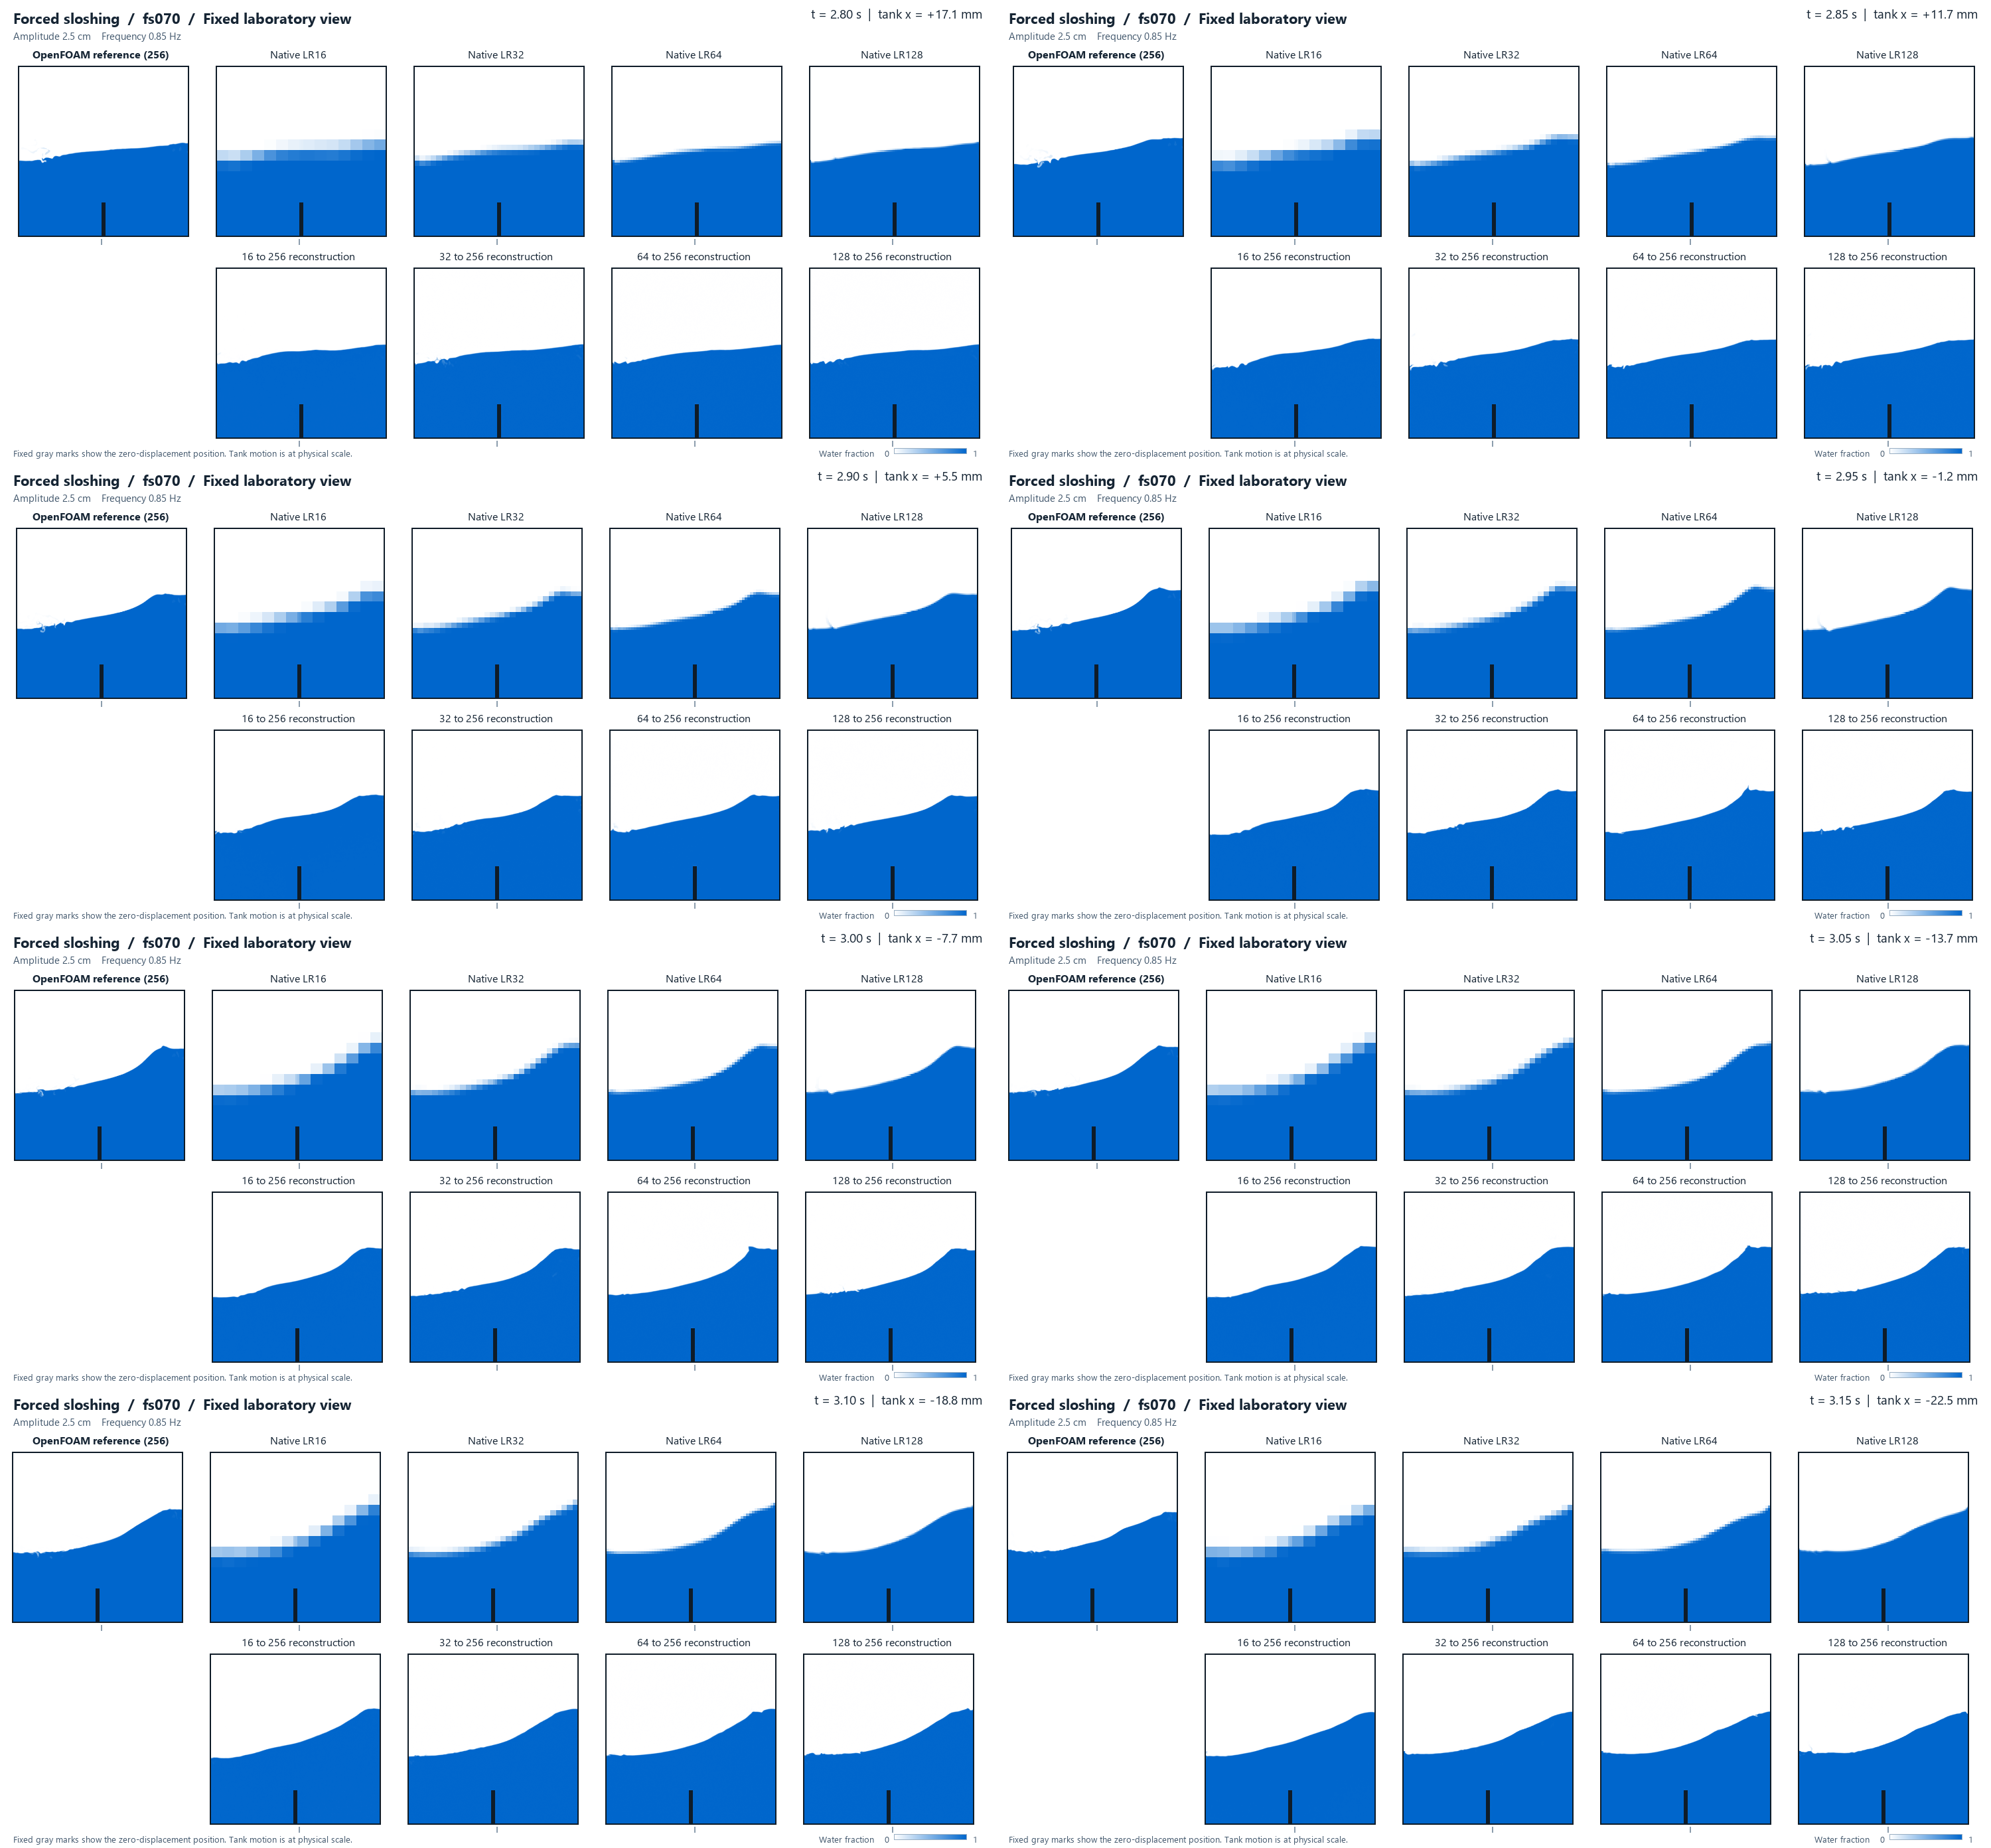 Forced sloshing / fs070 / Fixed laboratory view
t = 2.80 s | tank x = +17.1 mm
Amplitude 2.5 cm Frequency 0.85 Hz
OpenFOAM reference (256) Native LR16 Native LR32 Native LR64 Native LR128
16 to 256 reconstruction 32 to 256 reconstruction 64 to 256 reconstruction 128 to 256 reconstruction
Fixed gray marks show the zero-displacement position. Tank motion is at physical scale.
Water fraction 0 1
Forced sloshing / fs070 / Fixed laboratory view
t = 2.85 s | tank x = +11.7 mm
Amplitude 2.5 cm Frequency 0.85 Hz
OpenFOAM reference (256) Native LR16 Native LR32 Native LR64 Native LR128
16 to 256 reconstruction 32 to 256 reconstruction 64 to 256 reconstruction 128 to 256 reconstruction
Fixed gray marks show the zero-displacement position. Tank motion is at physical scale.
Water fraction 0 1
Forced sloshing / fs070 / Fixed laboratory view
t = 2.90 s | tank x = +5.5 mm
Amplitude 2.5 cm Frequency 0.85 Hz
OpenFOAM reference (256) Native LR16 Native LR32 Native LR64 Native LR128
16 to 256 reconstruction 32 to 256 reconstruction 64 to 256 reconstruction 128 to 256 reconstruction
Fixed gray marks show the zero-displacement position. Tank motion is at physical scale.
Water fraction 0 1
Forced sloshing / fs070 / Fixed laboratory view
t = 2.95 s | tank x = -1.2 mm
Amplitude 2.5 cm Frequency 0.85 Hz
OpenFOAM reference (256) Native LR16 Native LR32 Native LR64 Native LR128
16 to 256 reconstruction 32 to 256 reconstruction 64 to 256 reconstruction 128 to 256 reconstruction
Fixed gray marks show the zero-displacement position. Tank motion is at physical scale.
Water fraction 0 1
Forced sloshing / fs070 / Fixed laboratory view
t = 3.00 s | tank x = -7.7 mm
Amplitude 2.5 cm Frequency 0.85 Hz
OpenFOAM reference (256) Native LR16 Native LR32 Native LR64 Native LR128
16 to 256 reconstruction 32 to 256 reconstruction 64 to 256 reconstruction 128 to 256 reconstruction
Fixed gray marks show the zero-displacement position. Tank motion is at physical scale.
Water fraction 0 1
Forced sloshing / fs070 / Fixed laboratory view
t = 3.05 s | tank x = -13.7 mm
Amplitude 2.5 cm Frequency 0.85 Hz
OpenFOAM reference (256) Native LR16 Native LR32 Native LR64 Native LR128
16 to 256 reconstruction 32 to 256 reconstruction 64 to 256 reconstruction 128 to 256 reconstruction
Fixed gray marks show the zero-displacement position. Tank motion is at physical scale.
Water fraction 0 1
Forced sloshing / fs070 / Fixed laboratory view
t = 3.10 s | tank x = -18.8 mm
Amplitude 2.5 cm Frequency 0.85 Hz
OpenFOAM reference (256) Native LR16 Native LR32 Native LR64 Native LR128
16 to 256 reconstruction 32 to 256 reconstruction 64 to 256 reconstruction 128 to 256 reconstruction
Fixed gray marks show the zero-displacement position. Tank motion is at physical scale.
Water fraction 0 1
Forced sloshing / fs070 / Fixed laboratory view
t = 3.15 s | tank x = -22.5 mm
Amplitude 2.5 cm Frequency 0.85 Hz
OpenFOAM reference (256) Native LR16 Native LR32 Native LR64 Native LR128
16 to 256 reconstruction 32 to 256 reconstruction 64 to 256 reconstruction 128 to 256 reconstruction
Fixed gray marks show the zero-displacement position. Tank motion is at physical scale.
Water fraction 0 1